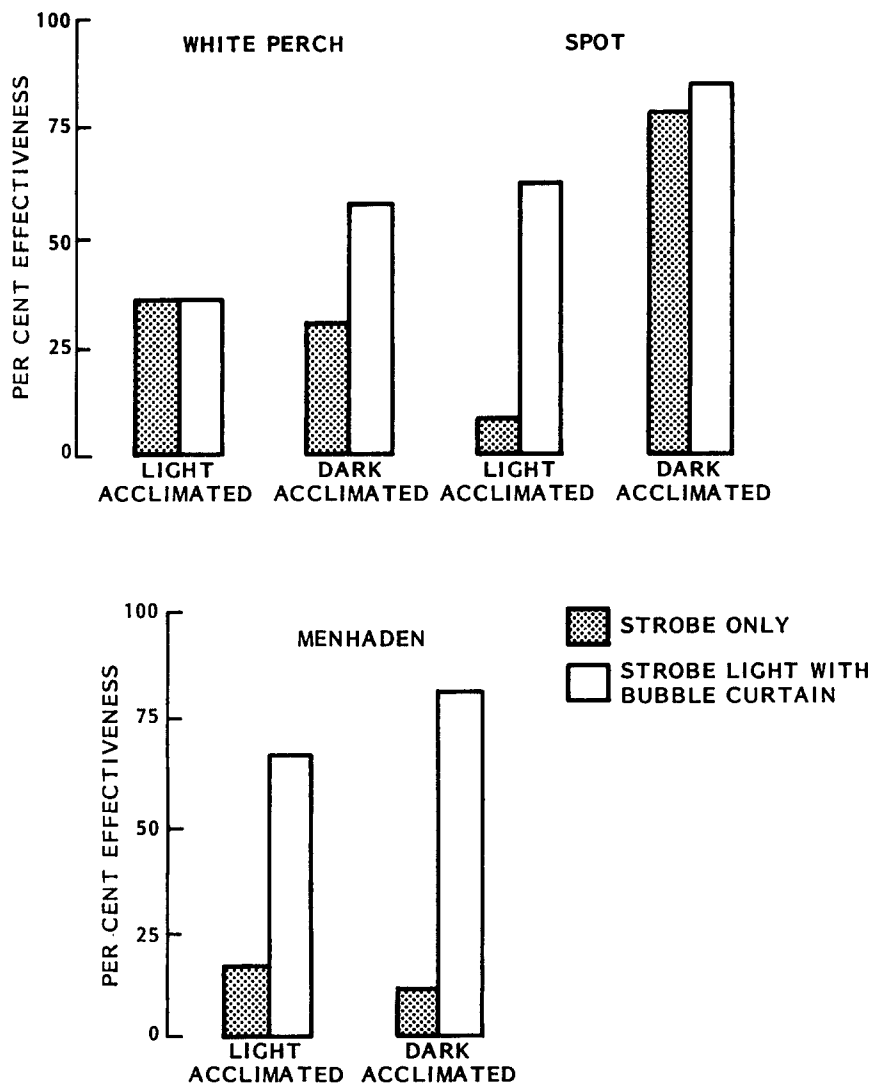 100
WHITE PERCH
SPOT
PER CENT EFFECTIVENESS
75
50
25
0
LIGHT
ACCLIMATED
DARK
ACCLIMATED
LIGHT
ACCLIMATED
DARK
ACCLIMATED
100
MENHADEN
PER CENT EFFECTIVENESS
75
50
25
0
LIGHT
ACCLIMATED
DARK
ACCLIMATED
STROBE ONLY
STROBE LIGHT WITH
BUBBLE CURTAIN